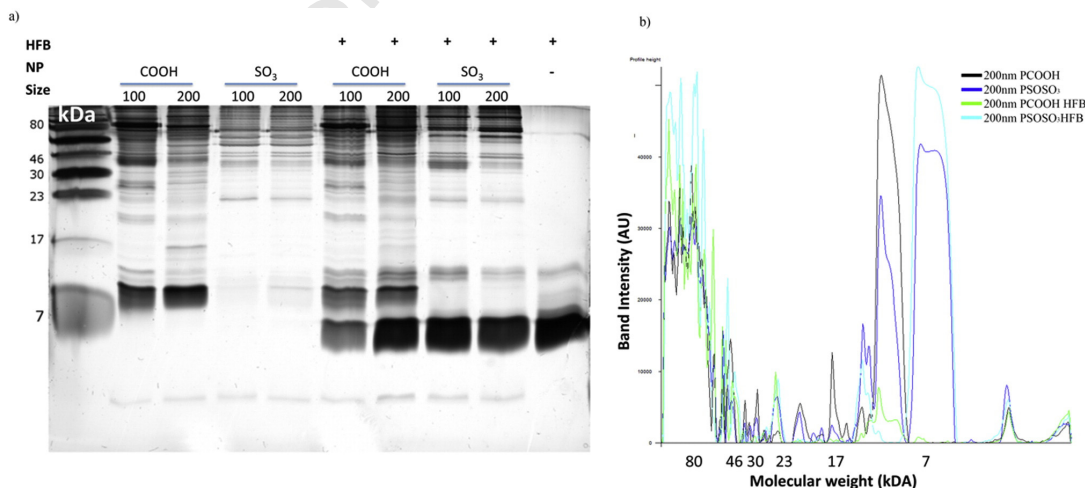 a)
HFB + + + + +
NP COOH SO3 COOH SO3 -
Size 100 200 100 200 100 200 100 200
kDa
80
46
30
23
17
7
b)
Profile height
200nm PCOOH
200nm PSOSO3
200nm PCOOH HFB
200nm PSOSO3HFB
40000
30000
20000
10000
0
Band Intensity (AU)
80 46 30 23 17 7
Molecular weight (kDA)